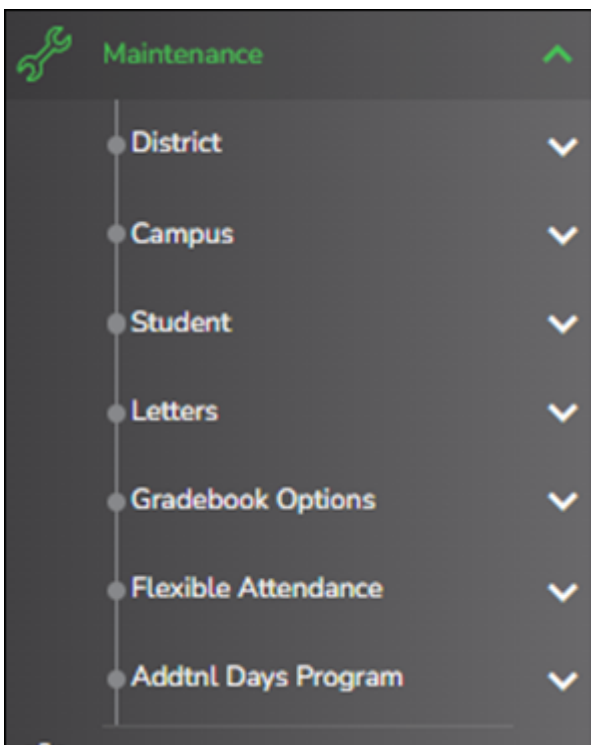 Maintenance
District
Campus
Student
Letters
Gradebook Options
Flexible Attendance
Addtnl Days Program